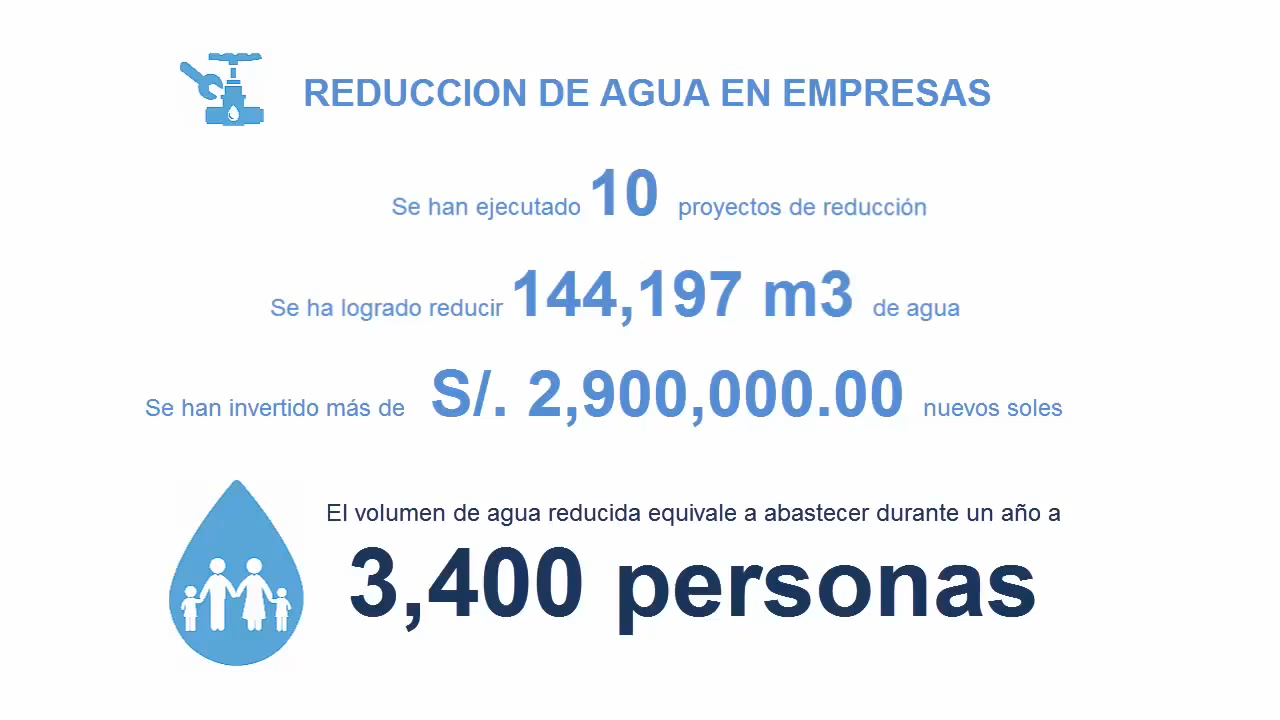 REDUCCION DE AGUA EN EMPRESAS
Se han ejecutado 10 proyectos de reducción
Se ha logrado reducir 144,197 m3 de agua
Se han invertido más de S/. 2,900,000.00 nuevos soles
El volumen de agua reducida equivale a abastecer durante un año a
3,400 personas